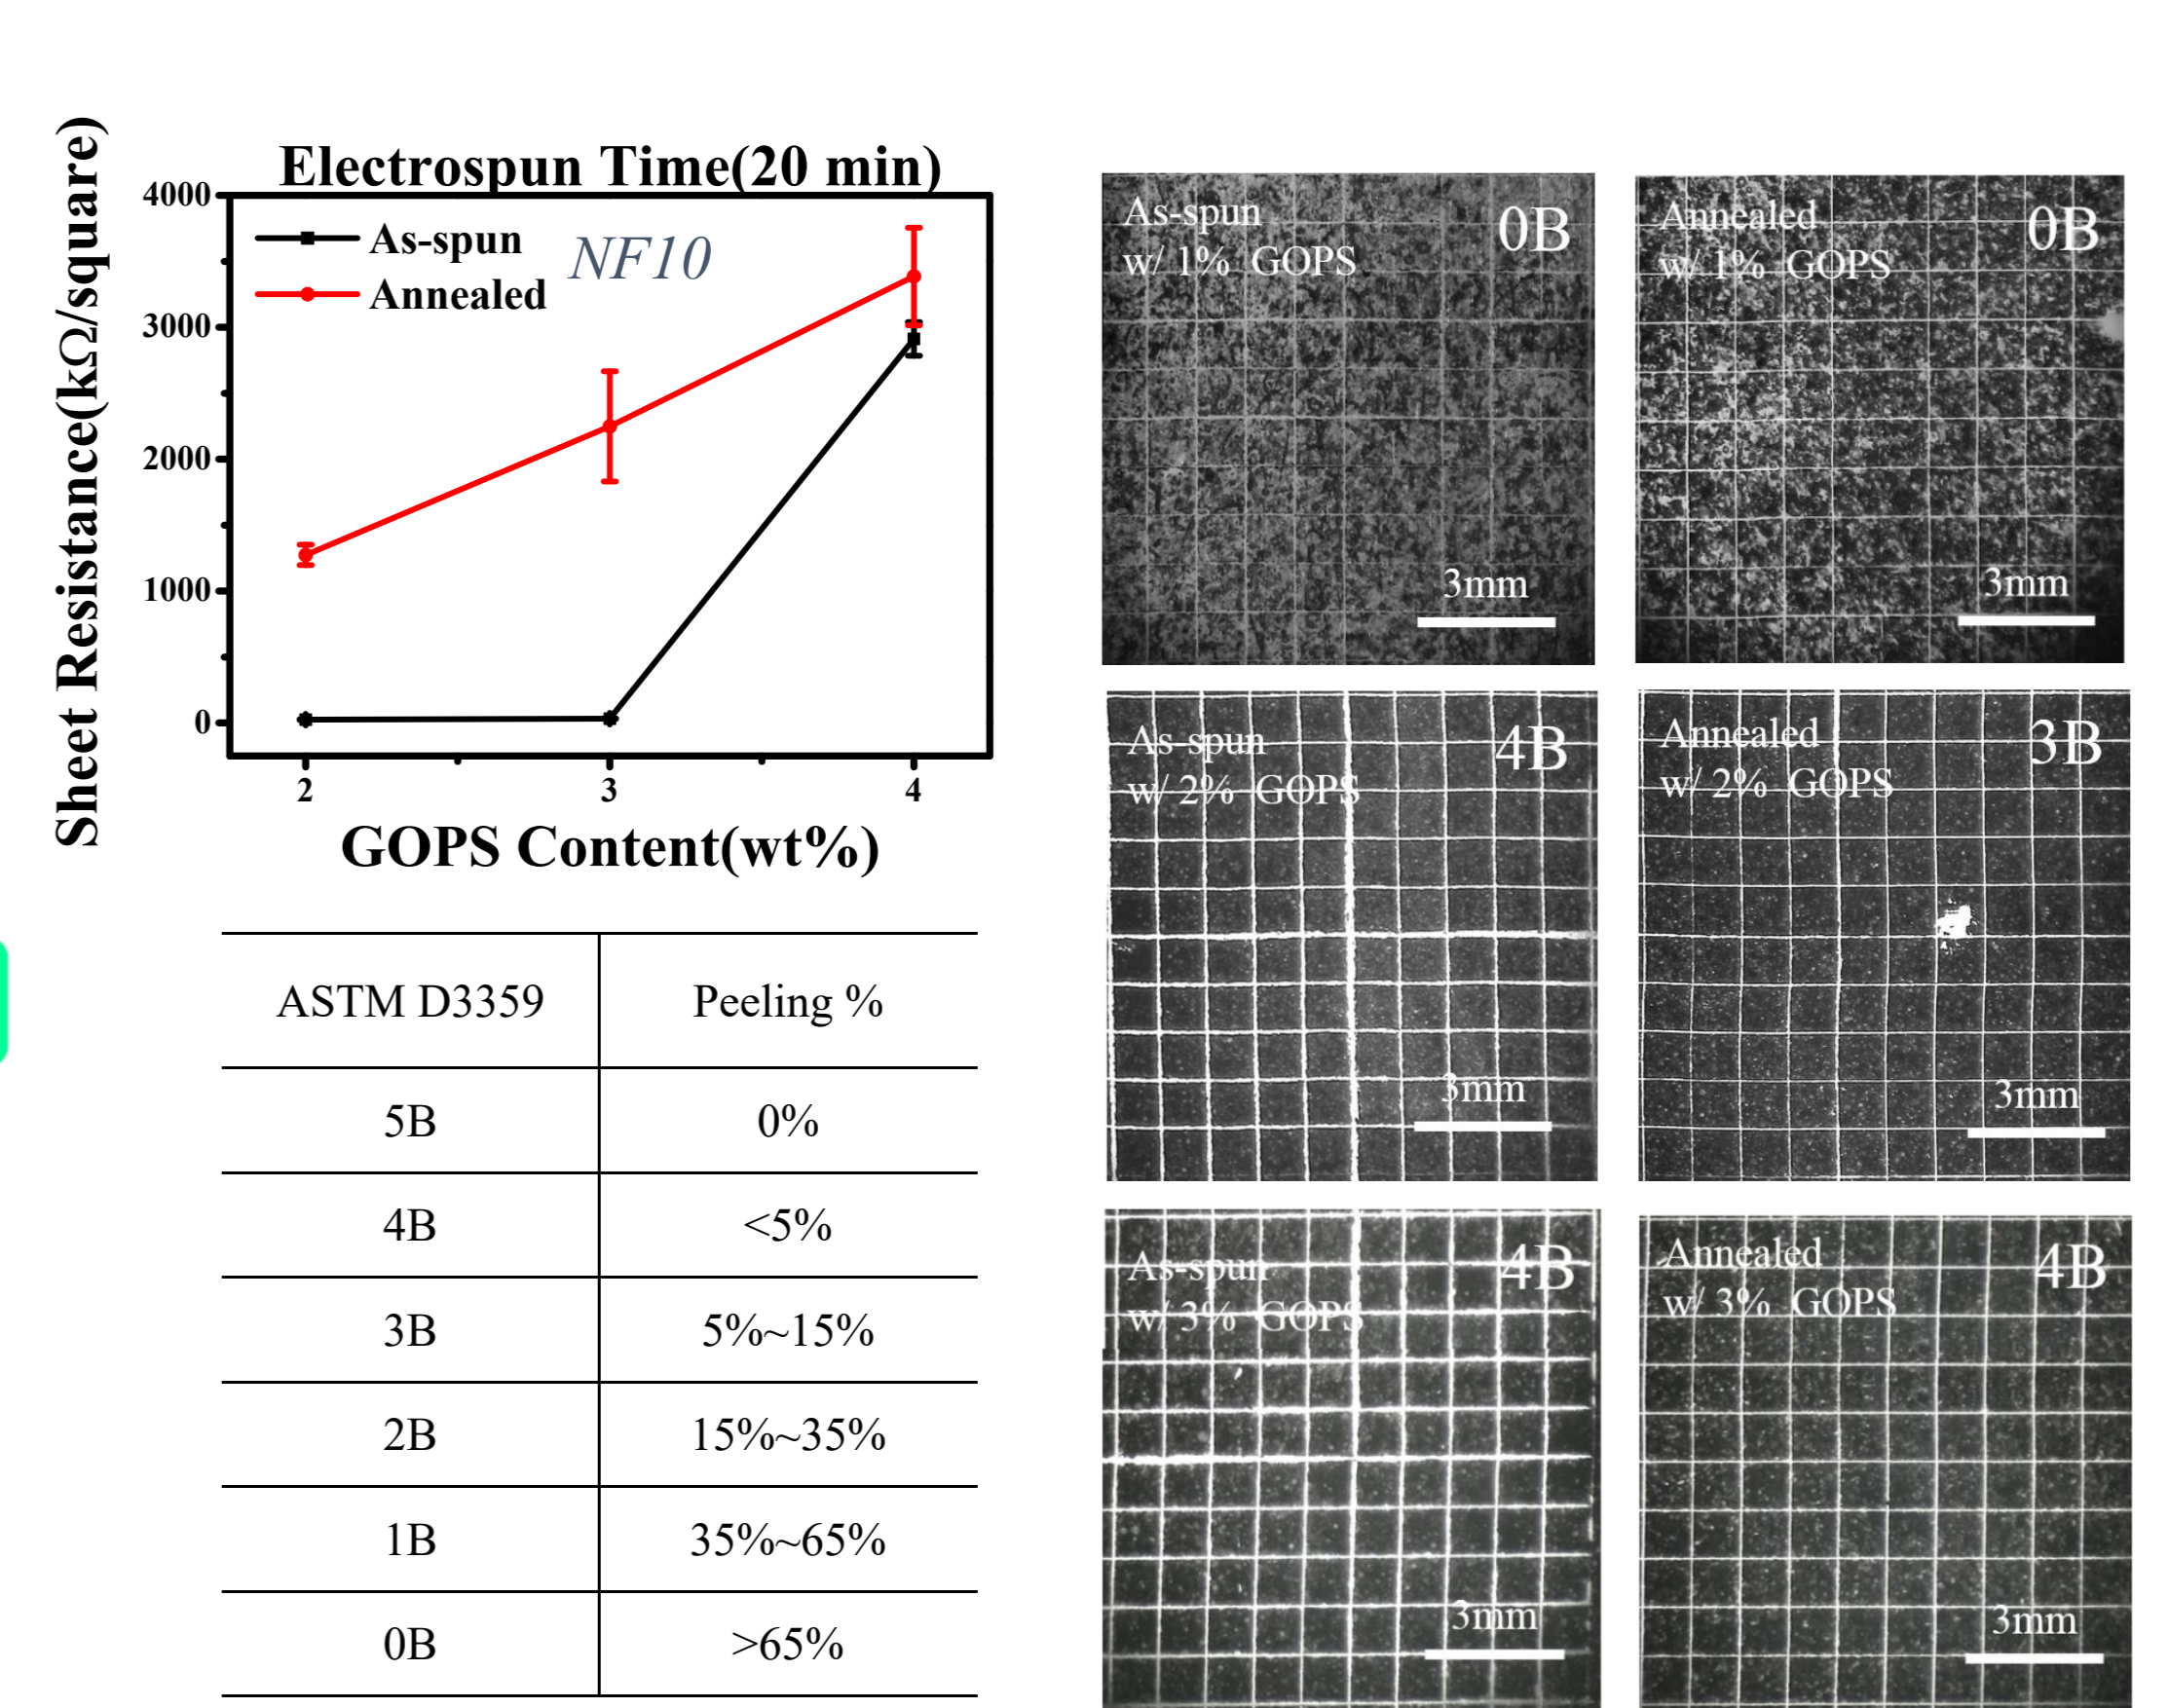 Electrospun Time(20 min)
Sheet Resistance(kΩ/square)
4000
3000
2000
1000
0
As-spun
Annealed
NF10
2
3
4
GOPS Content(wt%)
ASTM D3359 Peeling %
5B 0%
4B <5%
3B 5%~15%
2B 15%~35%
1B 35%~65%
0B >65%
As-spun
w/ 1% GOPS
0B
3mm
Annealed
w/ 1% GOPS
0B
3mm
As-spun
w/ 2% GOPS
4B
3mm
Annealed
w/ 2% GOPS
3B
3mm
As-spun
w/ 3% GOPS
4B
3mm
Annealed
w/ 3% GOPS
4B
3mm